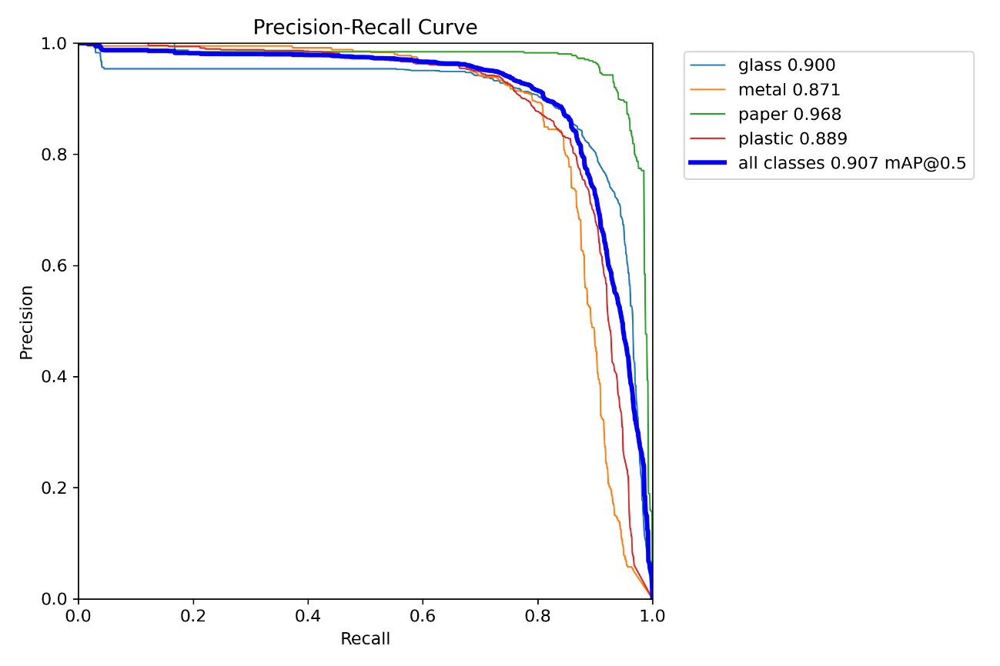 Precision-Recall Curve
1.0
0.8
0.6
0.4
0.2
0.0
Precision
0.0 0.2 0.4 0.6 0.8 1.0
Recall
glass 0.900
metal 0.871
paper 0.968
plastic 0.889
all classes 0.907 mAP@0.5